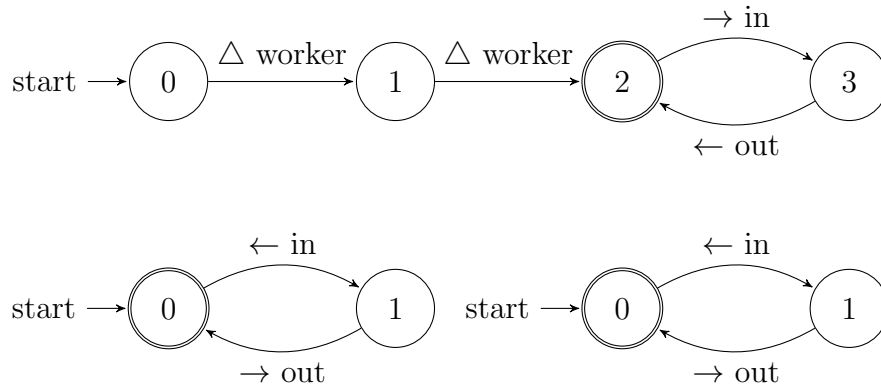 → in
△ worker △ worker
start 0 1 2 3
← out
← in ← in
start 0 1 start 0 1
→ out → out